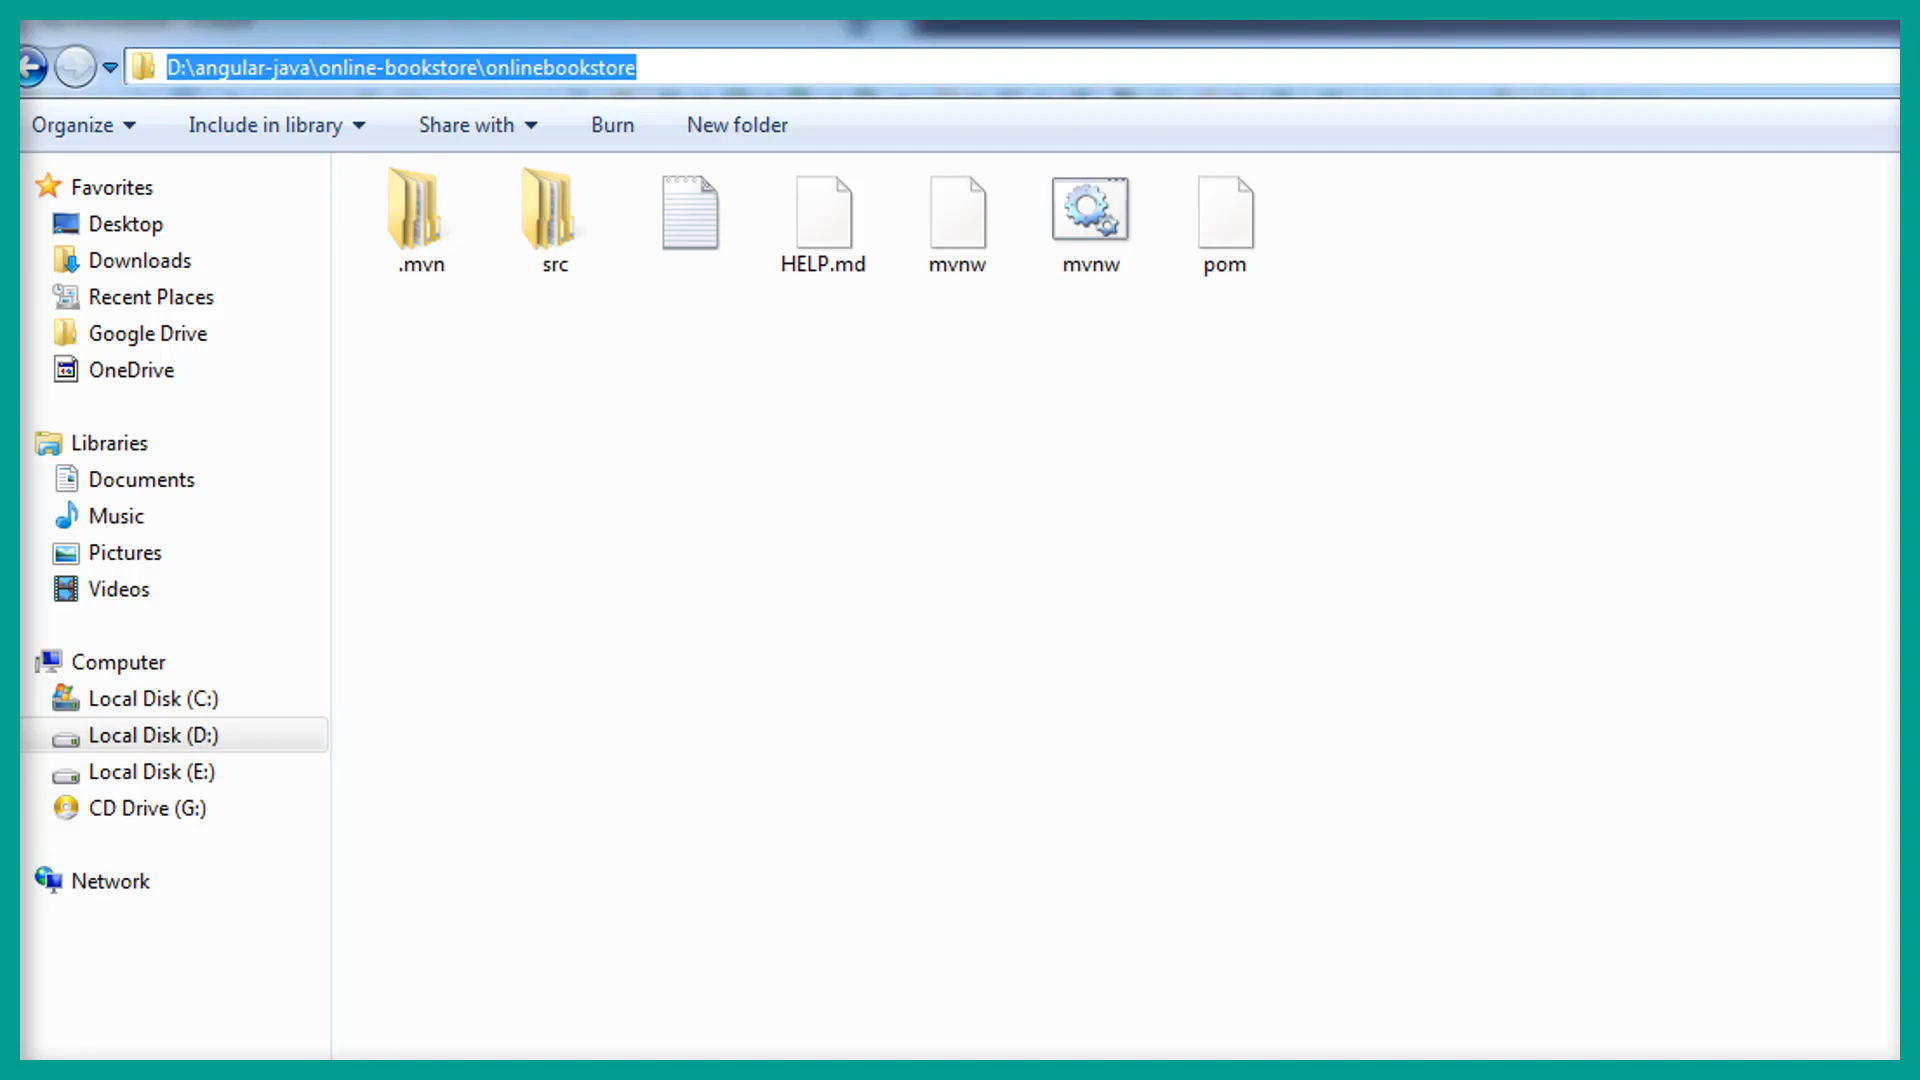 D:\angular-java\online-bookstore\onlinebookstore
Organize Include in library Share with Burn New folder
Favorites
Desktop
Downloads
Recent Places
Google Drive
OneDrive
Libraries
Documents
Music
Pictures
Videos
Computer
Local Disk (C:)
Local Disk (D:)
Local Disk (E:)
CD Drive (G:)
Network
.mvn src HELP.md mvnw mvnw pom